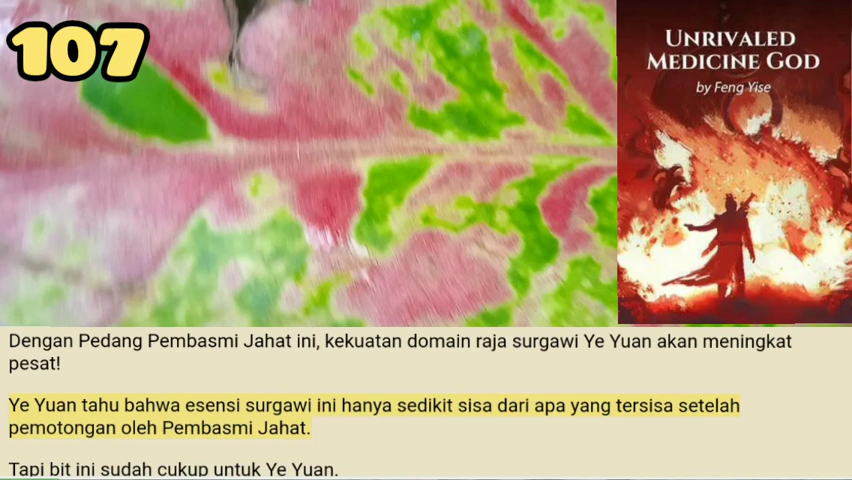 107
UNRIVALED
MEDICINE GOD
by Feng Yise
Dengan Pedang Pembasmi Jahat ini, kekuatan domain raja surgawi Ye Yuan akan meningkat
pesat!
Ye Yuan tahu bahwa esensi surgawi ini hanya sedikit sisa dari apa yang tersisa setelah
pemotongan oleh Pembasmi Jahat.
Tapi bit ini sudah cukup untuk Ye Yuan.